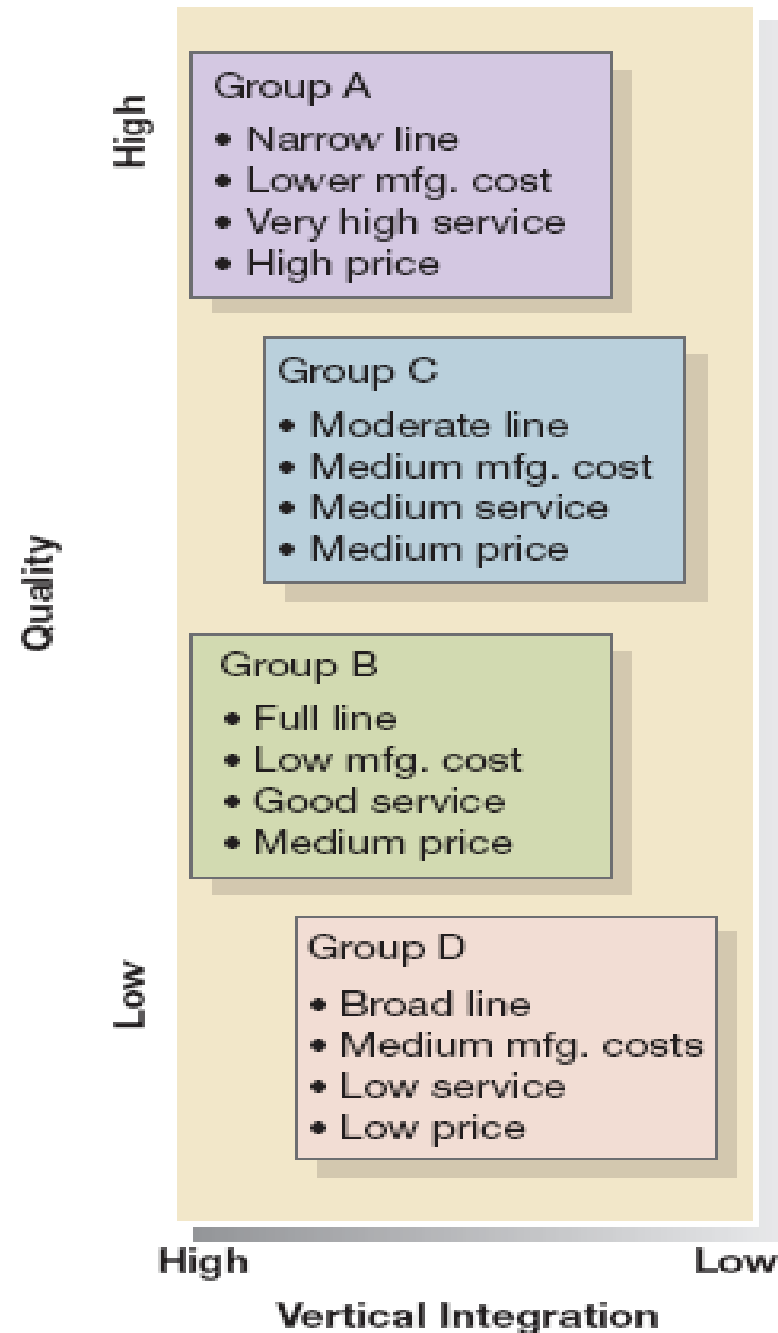 High
Group A
• Narrow line
• Lower mfg. cost
• Very high service
• High price
Group C
• Moderate line
• Medium mfg. cost
• Medium service
• Medium price
Quality
Group B
• Full line
• Low mfg. cost
• Good service
• Medium price
Low
Group D
• Broad line
• Medium mfg. costs
• Low service
• Low price
High Low
Vertical Integration